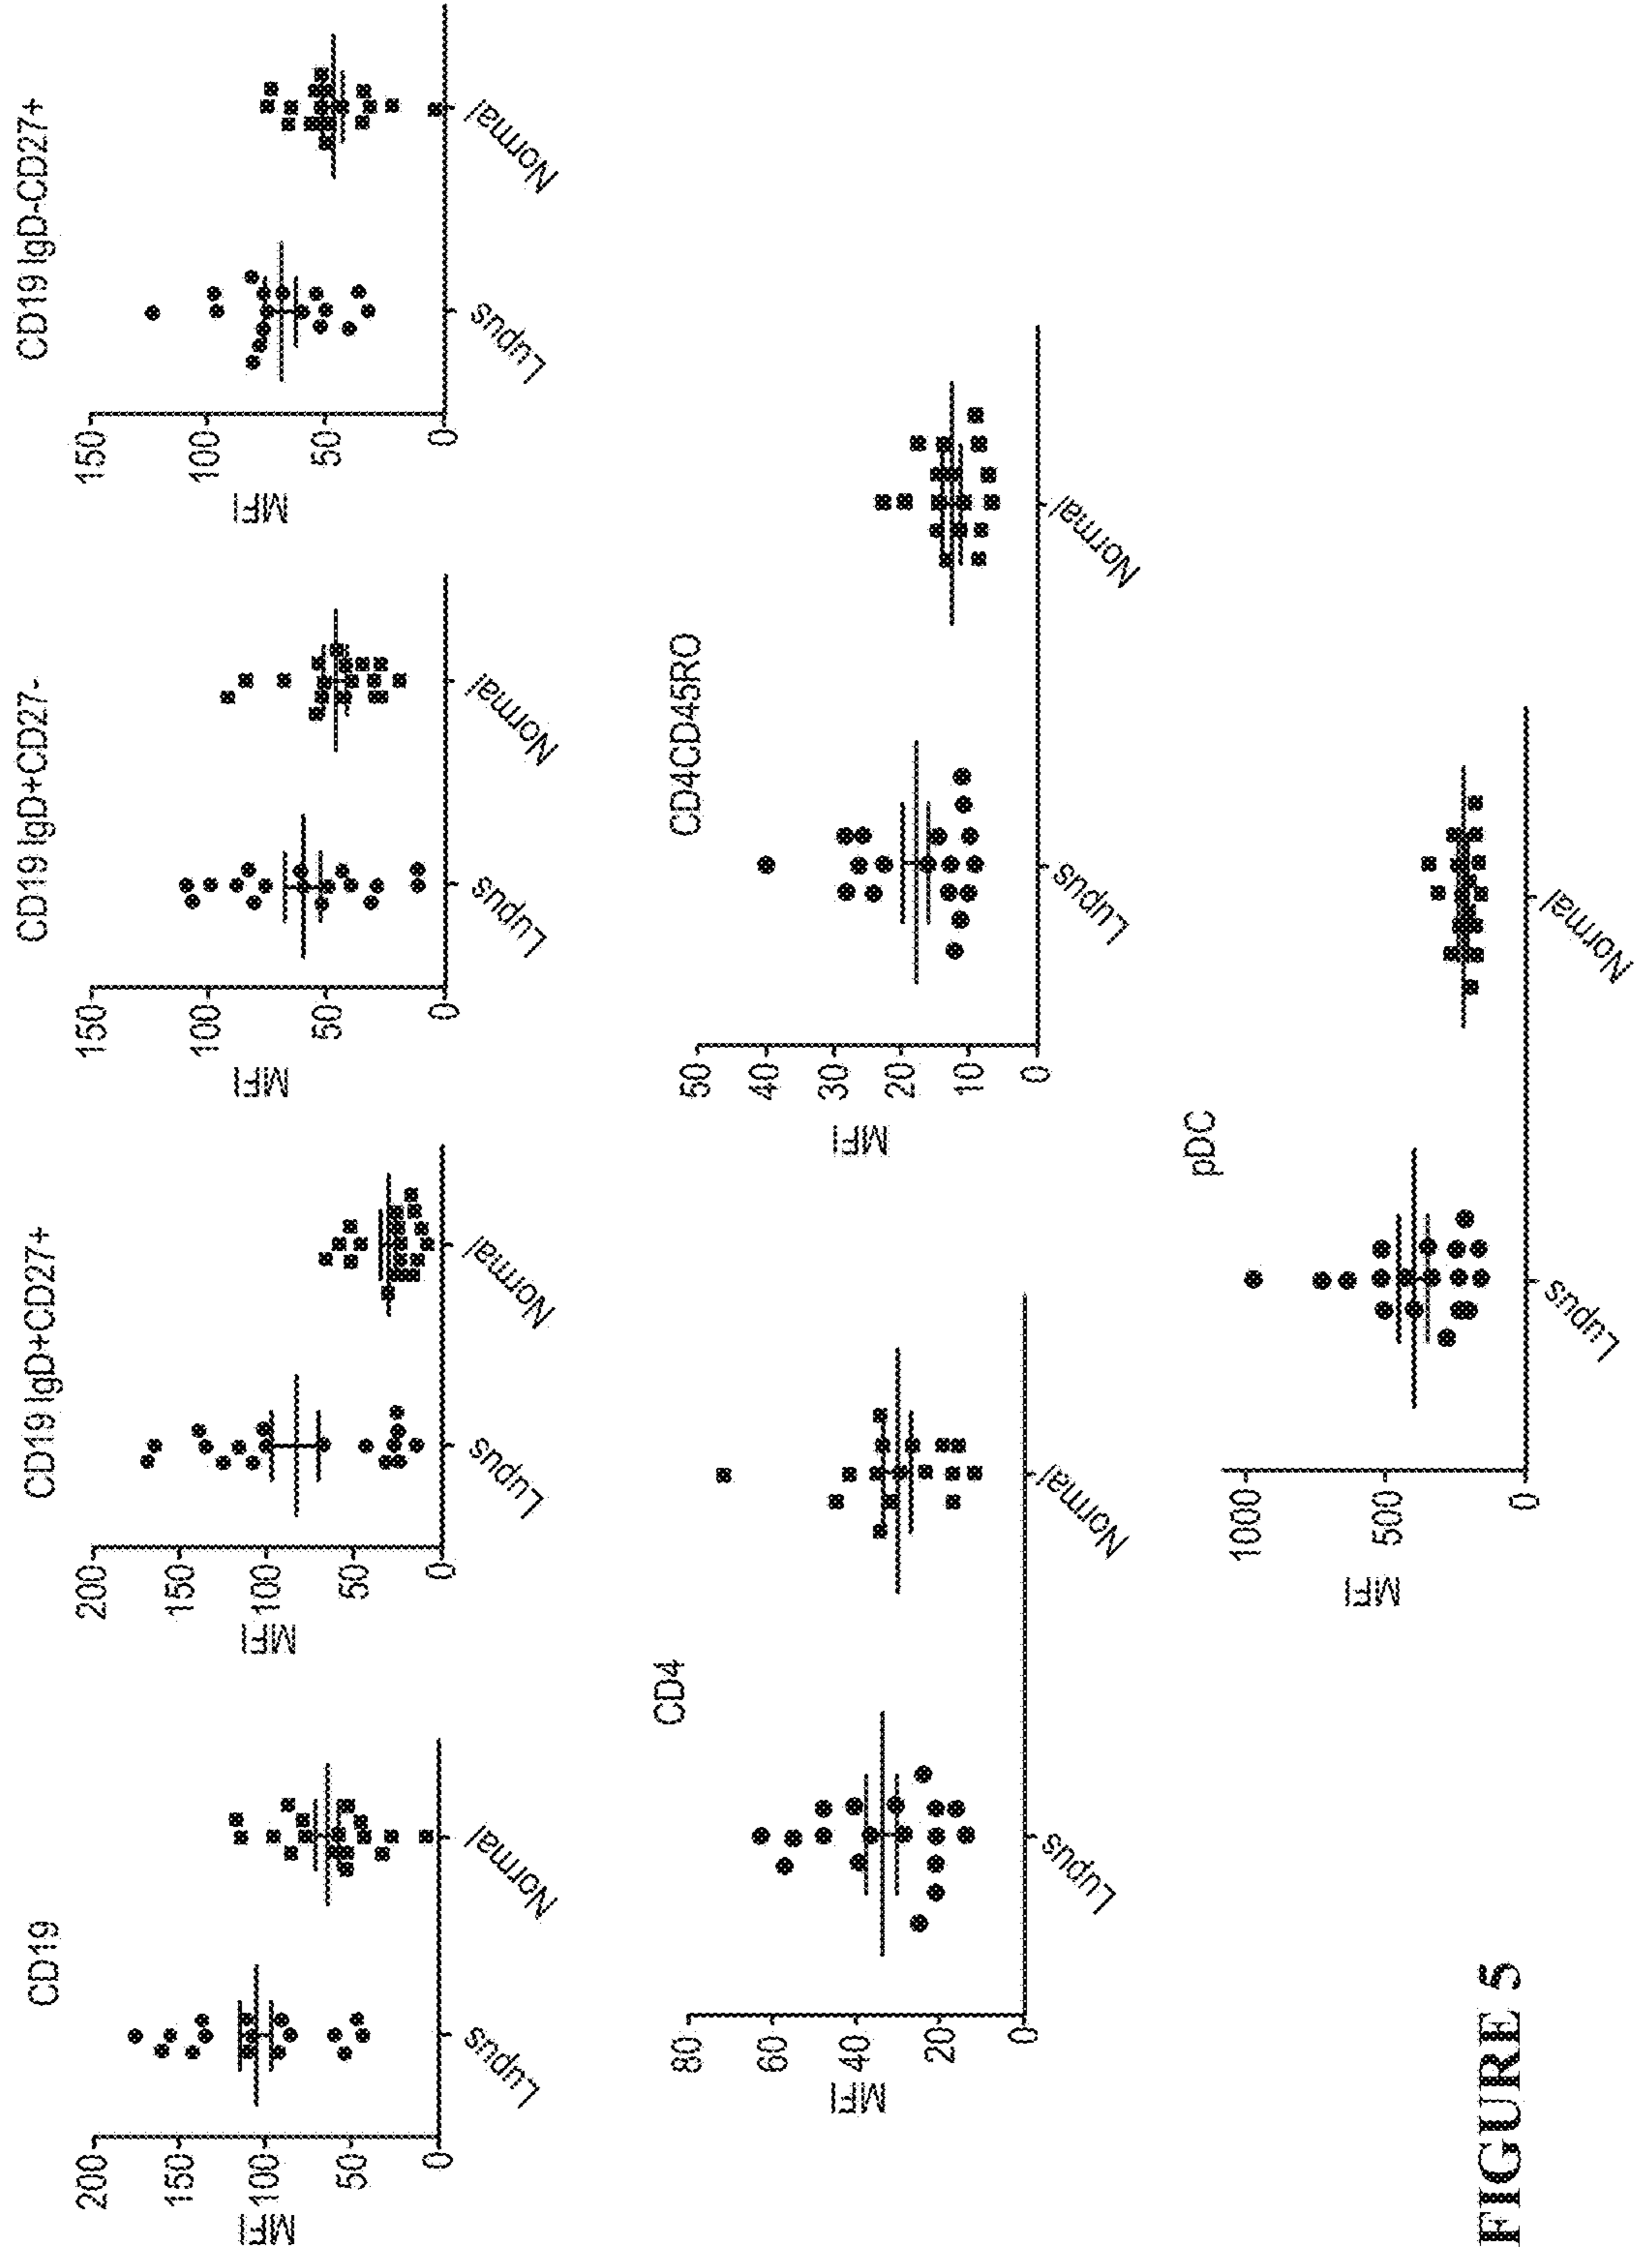 CD19
MFI
200
150
100
50
0
Lupus
Normal
CD19 IgD+CD27+
MFI
200
150
100
50
0
Lupus
Normal
CD19 IgD+CD27-
MFI
150
100
50
0
Lupus
Normal
CD19 IgD-CD27+
MFI
150
100
50
0
Lupus
Normal
CD4
MFI
80
60
40
20
0
Lupus
Normal
CD4CD45RO
MFI
50
40
30
20
10
0
Lupus
Normal
pDC
MFI
1000
500
0
Lupus
Normal
FIGURE 5